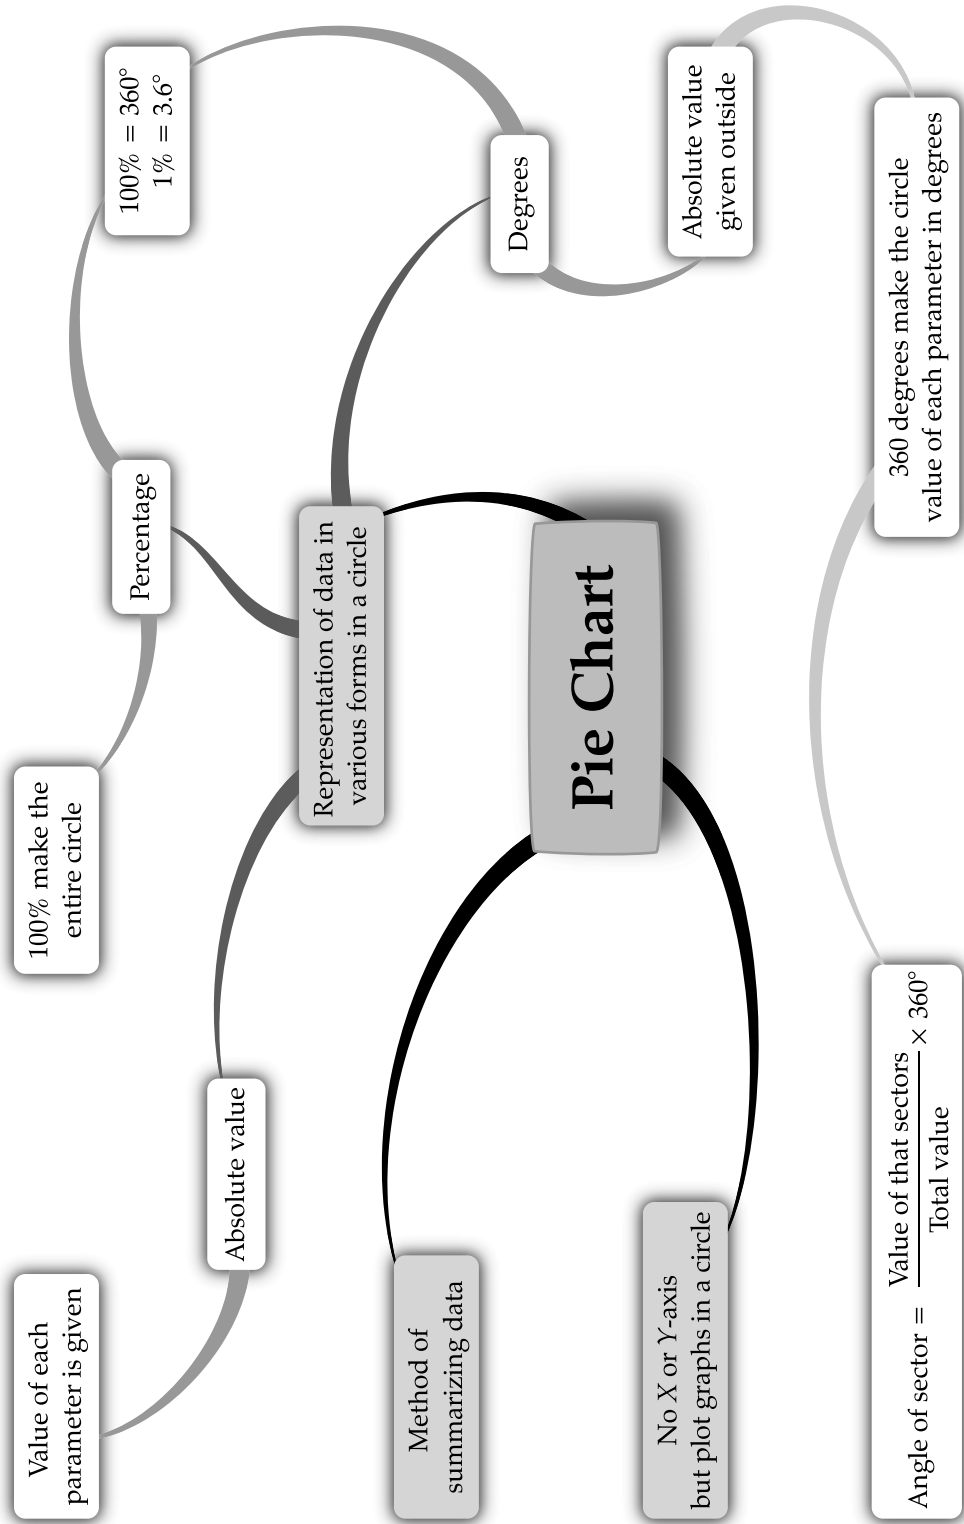 Value of each
parameter is given
100% make the
entire circle
Percentage
100% = 360°
1% = 3.6°
Absolute value
Representation of data in
various forms in a circle
Degrees
Method of
summarizing data
Pie Chart
No X or Y-axis
but plot graphs in a circle
Absolute value
given outside
360 degrees make the circle
value of each parameter in degrees
Angle of sector = Value of that sectors / Total value × 360°